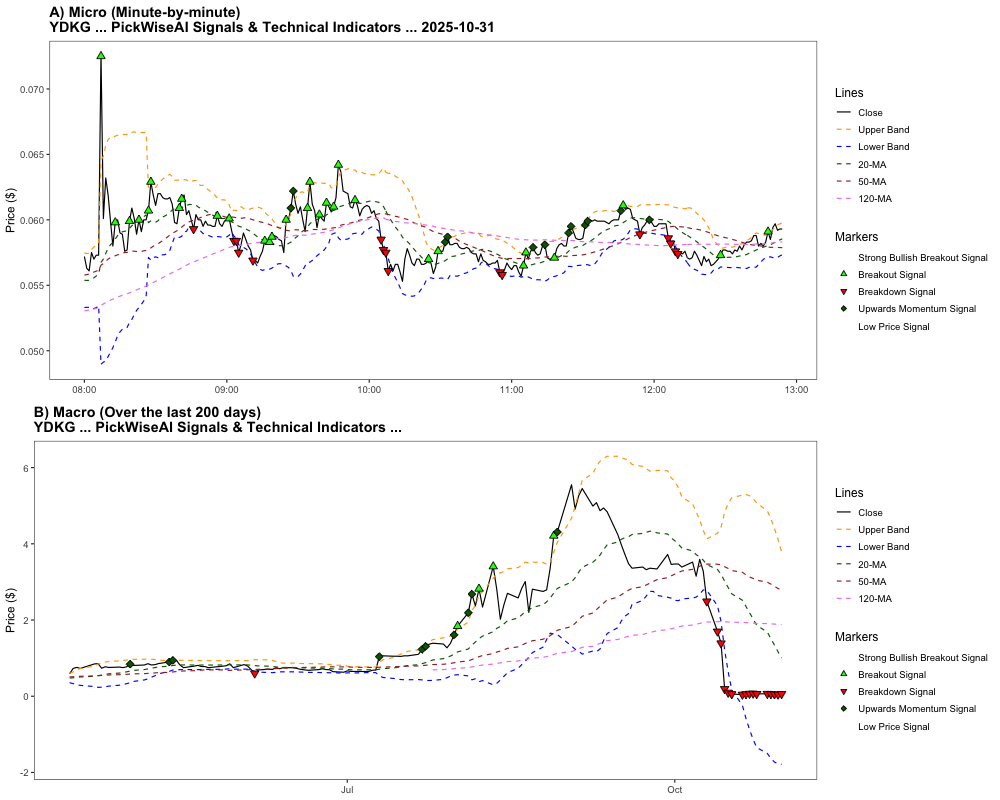 A) Micro (Minute-by-minute)
YDKG ... PickWiseAI Signals & Technical Indicators ... 2025-10-31
Price ($)
0.070
0.065
0.060
0.055
0.050
08:00
09:00
10:00
11:00
12:00
13:00
Lines
Close
Upper Band
Lower Band
20-MA
50-MA
120-MA
Markers
Strong Bullish Breakout Signal
Breakout Signal
Breakdown Signal
Upwards Momentum Signal
Low Price Signal
B) Macro (Over the last 200 days)
YDKG ... PickWiseAI Signals & Technical Indicators ...
Price ($)
6
4
2
0
-2
Jul
Oct
Lines
Close
Upper Band
Lower Band
20-MA
50-MA
120-MA
Markers
Strong Bullish Breakout Signal
Breakout Signal
Breakdown Signal
Upwards Momentum Signal
Low Price Signal